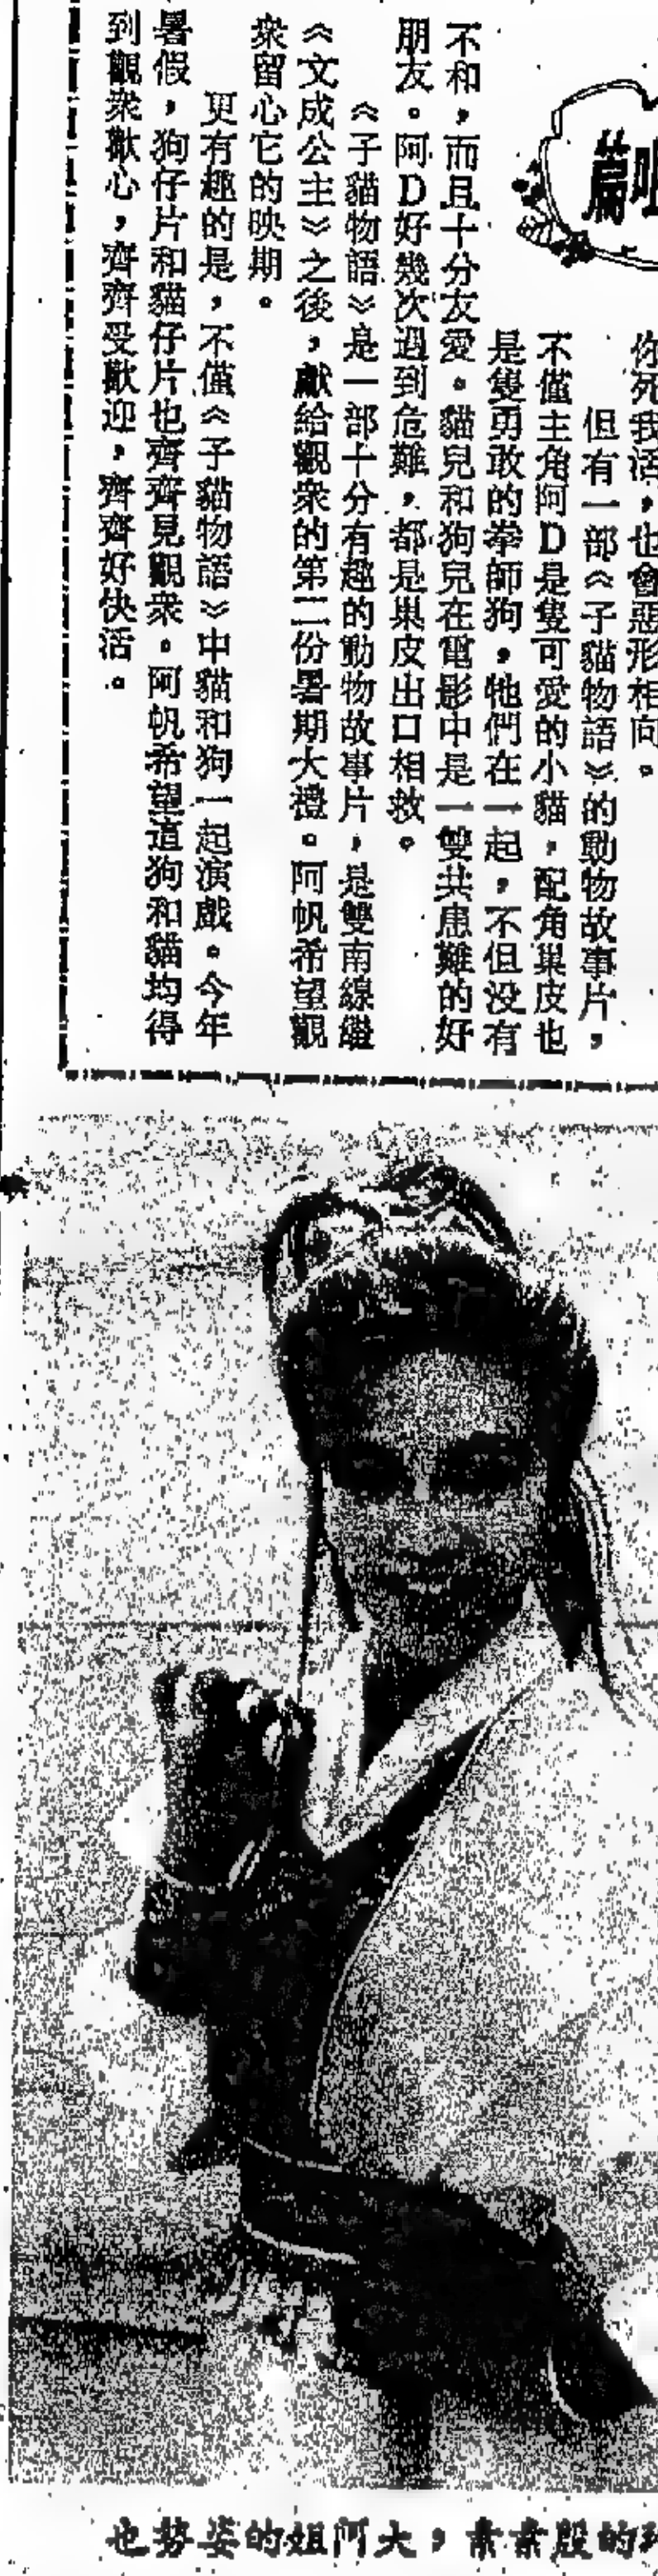 篇咀
你死我活，也會惡形相向。
但有一部《子貓物語》的動物故事片，
不僅主角阿D是隻可愛的小貓，配角巢皮也
是隻勇敢的拳師狗，牠們在一起，不但没有
不和，而且十分友愛。貓兒和狗兒在電影中是一雙共患難的好
朋友。阿D好幾次遇到危難，都是巢皮出口相救。
《子貓物語》是一部十分有趣的動物故事片，是雙南線繼
《文成公主》之後，獻給觀衆的第二份暑期大禮。阿帆希望觀
衆留心它的映期。
更有趣的是，不僅《子貓物語》中貓和狗一起演戲。今年
暑假，狗仔片和貓仔片也齊齊見觀衆。阿帆希望這狗和貓均得
到觀衆歡心，齊齊受歡迎，齊齊好快活。
也勢姿的姐阿大，素素殷的